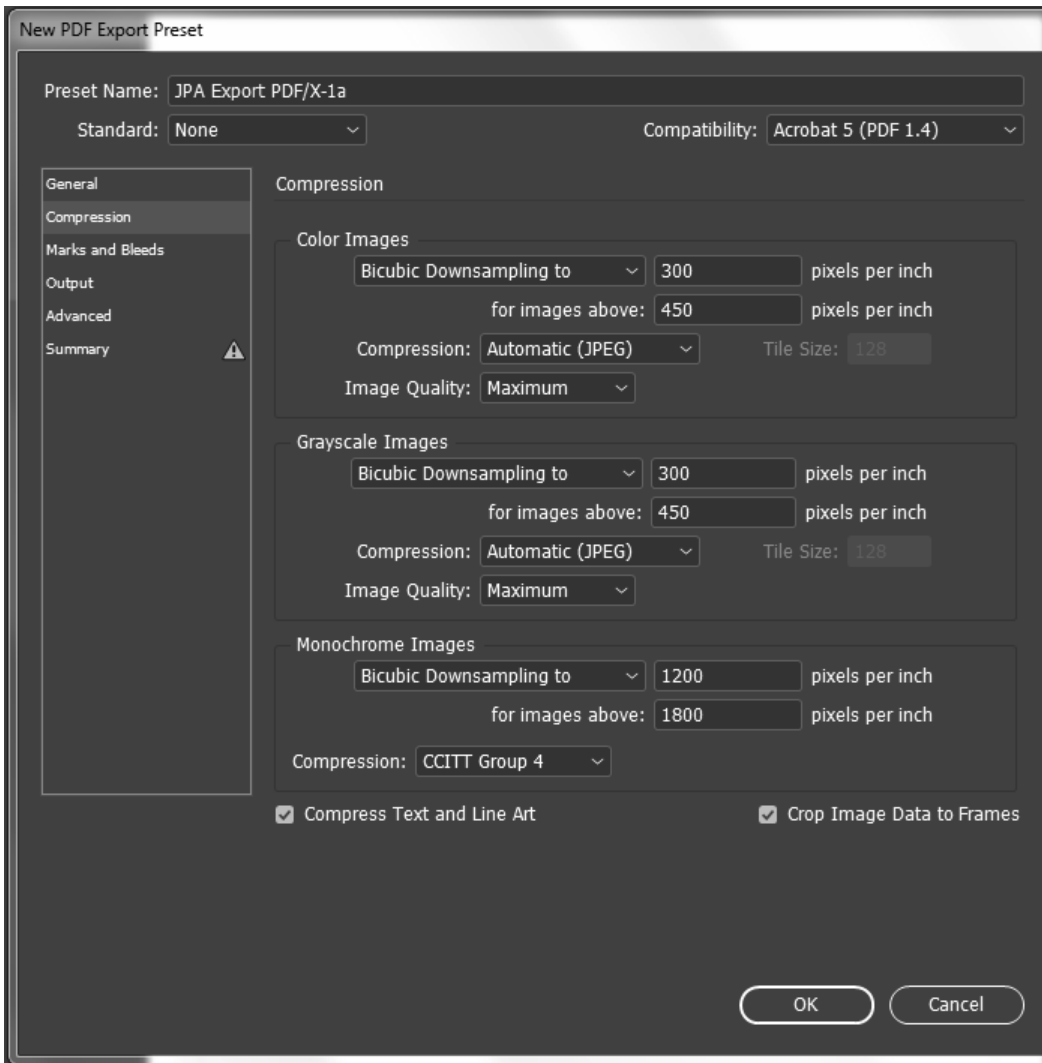 New PDF Export Preset
Preset Name: JPA Export PDF/X-1a
Standard: None Compatibility: Acrobat 5 (PDF 1.4)
General
Compression
Marks and Bleeds
Output
Advanced
Summary
Compression
Color Images
Bicubic Downsampling to 300 pixels per inch
for images above: 450 pixels per inch
Compression: Automatic (JPEG) Tile Size: 128
Image Quality: Maximum
Grayscale Images
Bicubic Downsampling to 300 pixels per inch
for images above: 450 pixels per inch
Compression: Automatic (JPEG) Tile Size: 128
Image Quality: Maximum
Monochrome Images
Bicubic Downsampling to 1200 pixels per inch
for images above: 1800 pixels per inch
Compression: CCITT Group 4
Compress Text and Line Art Crop Image Data to Frames
OK Cancel